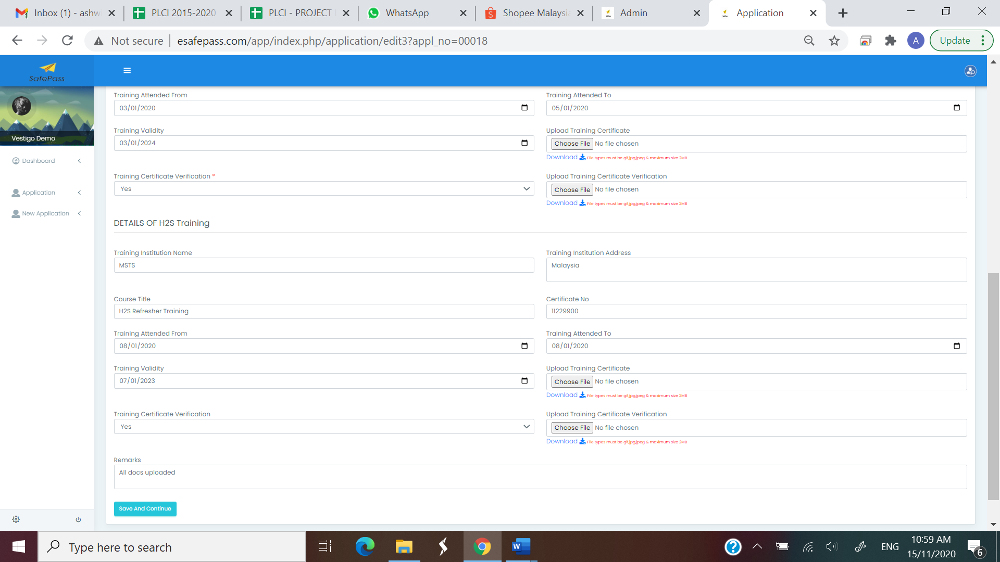 Inbox (1) - ashw
PLCI 2015-2020
PLCI - PROJECT
WhatsApp
Shopee Malaysia
Admin
Application
Not secure
esafepass.com/app/index.php/application/edit3?appl_no=00018
A
Update
SafePass
Vestigo Demo
Dashboard
Application
New Application
Training Attended From
Training Attended To
03/01/2020
05/01/2020
Training Validity
Upload Training Certificate
03/01/2024
Choose File No file chosen
Download File types must be gif,jpg,jpeg & maximum size 2MB
Training Certificate Verification *
Upload Training Certificate Verification
Yes
Choose File No file chosen
Download File types must be gif,jpg,jpeg & maximum size 2MB
DETAILS OF H2S Training
Training Institution Name
Training Institution Address
MSTS
Malaysia
Course Title
Certificate No
H2S Refresher Training
11229900
Training Attended From
Training Attended To
08/01/2020
08/01/2020
Training Validity
Upload Training Certificate
07/01/2023
Choose File No file chosen
Download File types must be gif,jpg,jpeg & maximum size 2MB
Training Certificate Verification
Upload Training Certificate Verification
Yes
Choose File No file chosen
Download File types must be gif,jpg,jpeg & maximum size 2MB
Remarks
All docs uploaded
Save And Continue
Type here to search
ENG
10:59 AM
15/11/2020
6